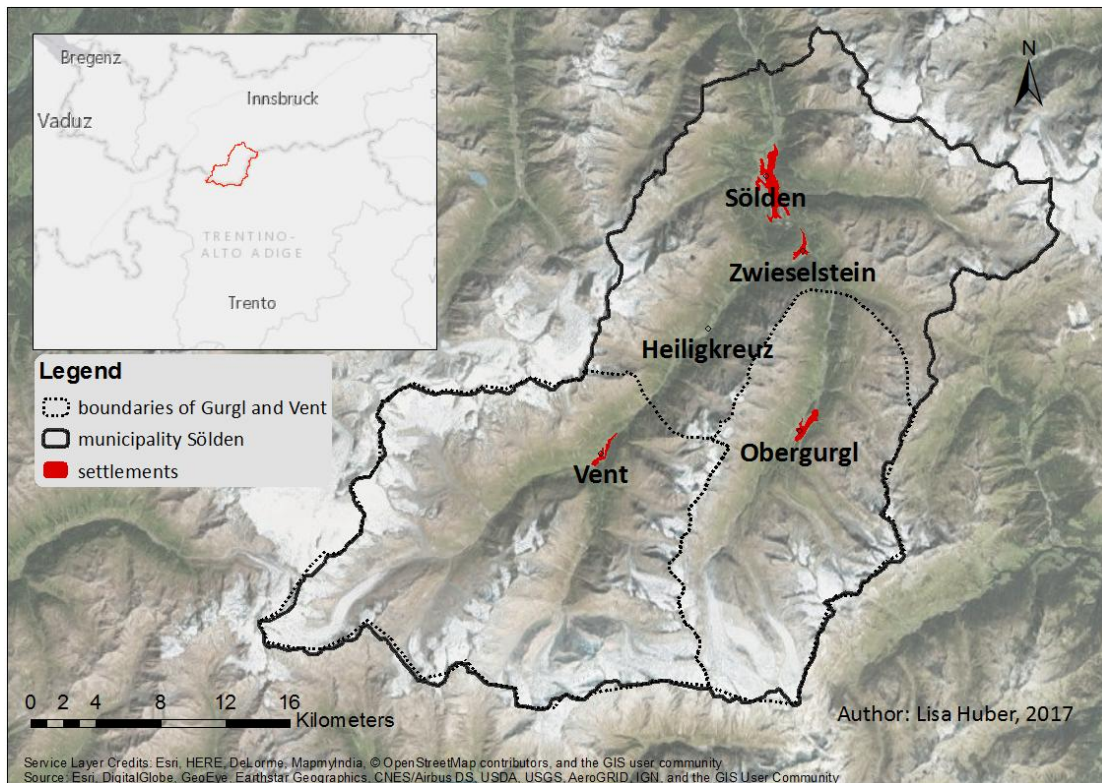 Bregenz
Innsbruck
Vaduz
TRENTINO-
ALTO ADIGE
Trento
N
Sölden
Zwieselstein
Heiligkreuz
Obergurgl
Vent
Legend
boundaries of Gurgl and Vent
municipality Sölden
settlements
0 2 4 8 12 16
Kilometers
Author: Lisa Huber, 2017
Service Layer Credits: Esri, HERE, DeLorme, MapmyIndia, © OpenStreetMap contributors, and the GIS user community
Source: Esri, DigitalGlobe, GeoEye, Earthstar Geographics, CNES/Airbus DS, USDA, USGS, AeroGRID, IGN, and the GIS User Community